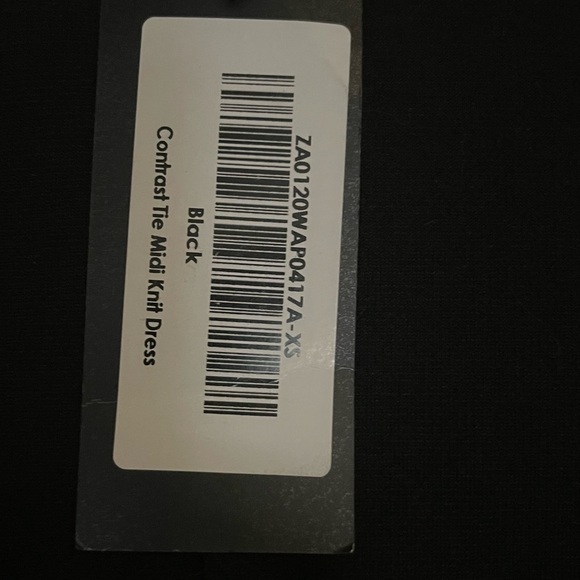 ZA0120WAP0417A-XS
Black
Contrast Tie Midi Knit Dress